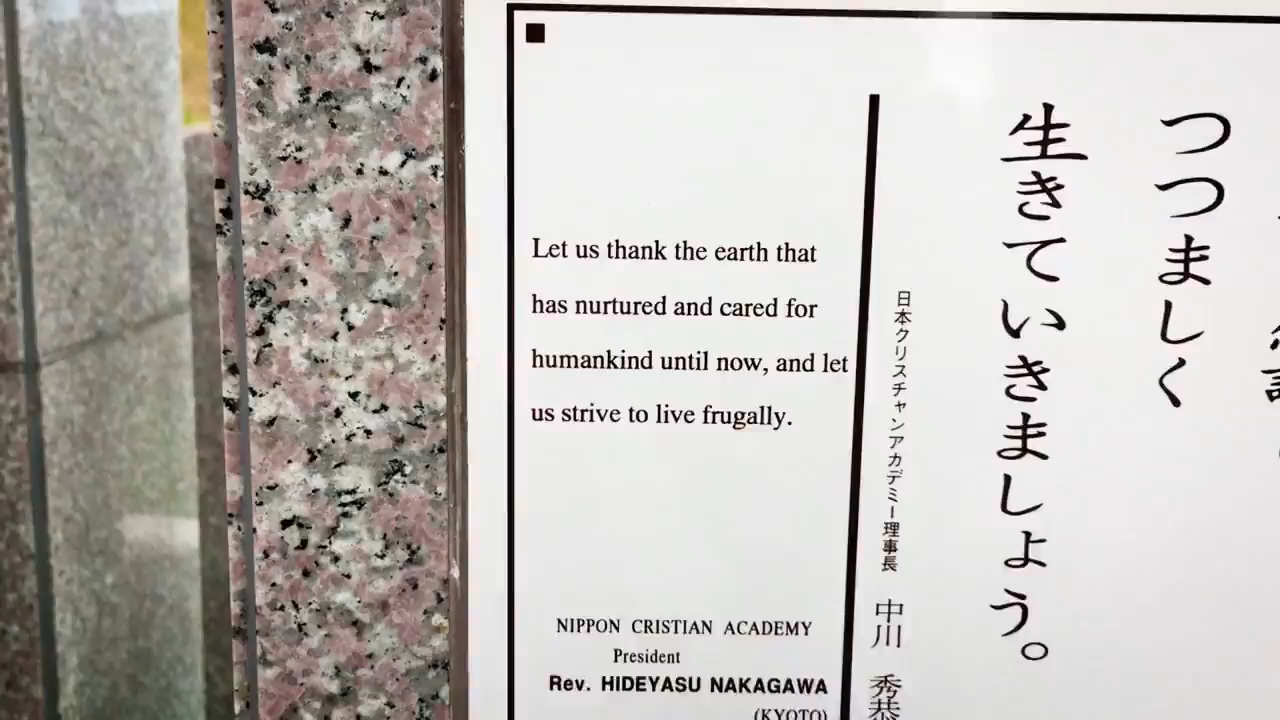 つつましく
生きていきましょう。
日本クリスチャンアカデミー理事長 中川 秀恭
Let us thank the earth that
has nurtured and cared for
humankind until now, and let
us strive to live frugally.
NIPPON CRISTIAN ACADEMY
President
Rev. HIDEYASU NAKAGAWA
(KYOTO)